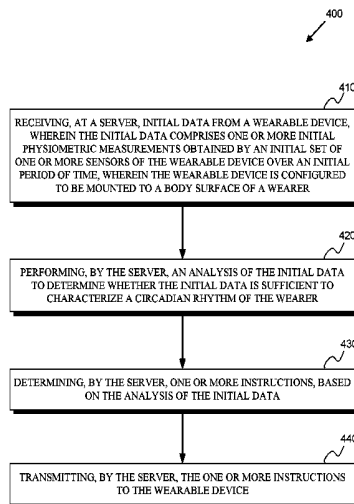 400
410
RECEIVING, AT A SERVER, INITIAL DATA FROM A WEARABLE DEVICE,
WHEREIN THE INITIAL DATA COMPRISES ONE OR MORE INITIAL
PHYSIOMETRIC MEASUREMENTS OBTAINED BY AN INITIAL SET OF
ONE OR MORE SENSORS OF THE WEARABLE DEVICE OVER AN INITIAL
PERIOD OF TIME, WHEREIN THE WEARABLE DEVICE IS CONFIGURED
TO BE MOUNTED TO A BODY SURFACE OF A WEARER
420
PERFORMING, BY THE SERVER, AN ANALYSIS OF THE INITIAL DATA
TO DETERMINE WHETHER THE INITIAL DATA IS SUFFICIENT TO
CHARACTERIZE A CIRCADIAN RHYTHM OF THE WEARER
430
DETERMINING, BY THE SERVER, ONE OR MORE INSTRUCTIONS, BASED
ON THE ANALYSIS OF THE INITIAL DATA
440
TRANSMITTING, BY THE SERVER, THE ONE OR MORE INSTRUCTIONS
TO THE WEARABLE DEVICE